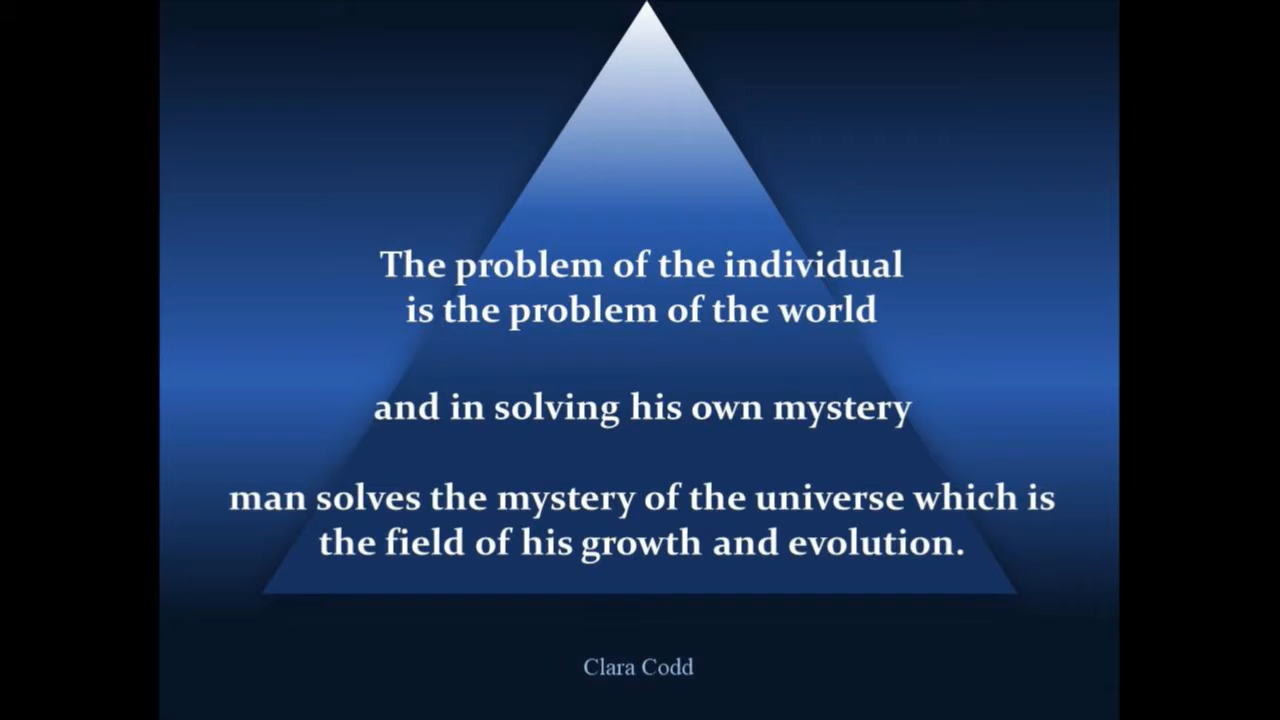 The problem of the individual
is the problem of the world
and in solving his own mystery
man solves the mystery of the universe which is
the field of his growth and evolution.
Clara Codd